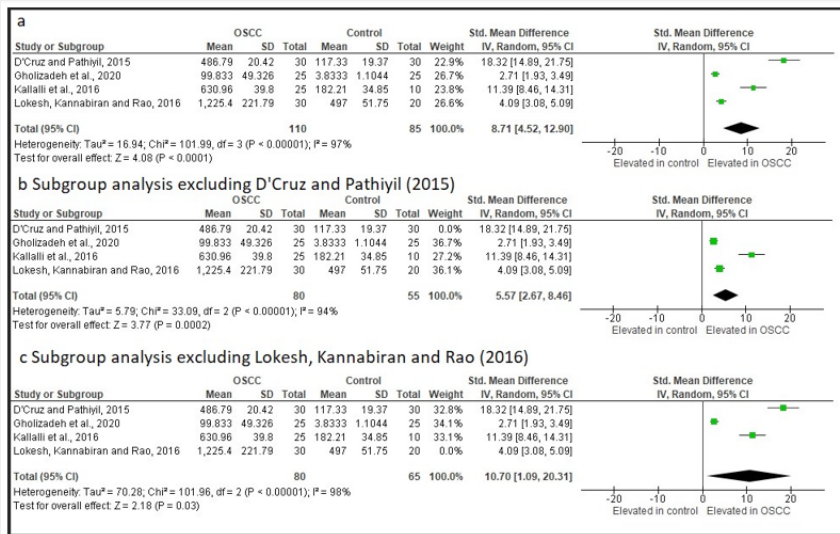 a
OSCC Control Std. Mean Difference Std. Mean Difference
Study or Subgroup Mean SD Total Mean SD Total Weight IV, Random, 95% CI IV, Random, 95% CI
D'Cruz and Pathiyil, 2015 486.79 20.42 30 117.33 19.37 30 22.9% 18.32 [14.89, 21.75]
Gholizadeh et al., 2020 99.833 49.326 25 3.8333 1.1044 25 26.7% 2.71 [1.93, 3.49]
Kallalli et al., 2016 630.96 39.8 25 182.21 34.85 10 23.8% 11.39 [8.46, 14.31]
Lokesh, Kannabiran and Rao, 2016 1,225.4 221.79 30 497 51.75 20 26.6% 4.09 [3.08, 5.09]
Total (95% CI) 110 85 100.0% 8.71 [4.52, 12.90]
Heterogeneity: Tau² = 16.94; Chi² = 101.99, df = 3 (P < 0.00001); I² = 97%
Test for overall effect: Z = 4.08 (P < 0.0001)
-20 -10 0 10 20
Elevated in control Elevated in OSCC
b Subgroup analysis excluding D'Cruz and Pathiyil (2015)
OSCC Control Std. Mean Difference Std. Mean Difference
Study or Subgroup Mean SD Total Mean SD Total Weight IV, Random, 95% CI IV, Random, 95% CI
D'Cruz and Pathiyil, 2015 486.79 20.42 30 117.33 19.37 30 0.0% 18.32 [14.89, 21.75]
Gholizadeh et al., 2020 99.833 49.326 25 3.8333 1.1044 25 36.7% 2.71 [1.93, 3.49]
Kallalli et al., 2016 630.96 39.8 25 182.21 34.85 10 27.2% 11.39 [8.46, 14.31]
Lokesh, Kannabiran and Rao, 2016 1,225.4 221.79 30 497 51.75 20 36.1% 4.09 [3.08, 5.09]
Total (95% CI) 80 55 100.0% 5.57 [2.67, 8.46]
Heterogeneity: Tau² = 5.79; Chi² = 33.09, df = 2 (P < 0.00001); I² = 94%
Test for overall effect: Z = 3.77 (P = 0.0002)
-20 -10 0 10 20
Elevated in control Elevated in OSCC
c Subgroup analysis excluding Lokesh, Kannabiran and Rao (2016)
OSCC Control Std. Mean Difference Std. Mean Difference
Study or Subgroup Mean SD Total Mean SD Total Weight IV, Random, 95% CI IV, Random, 95% CI
D'Cruz and Pathiyil, 2015 486.79 20.42 30 117.33 19.37 30 32.8% 18.32 [14.89, 21.75]
Gholizadeh et al., 2020 99.833 49.326 25 3.8333 1.1044 25 34.1% 2.71 [1.93, 3.49]
Kallalli et al., 2016 630.96 39.8 25 182.21 34.85 10 33.1% 11.39 [8.46, 14.31]
Lokesh, Kannabiran and Rao, 2016 1,225.4 221.79 30 497 51.75 20 0.0% 4.09 [3.08, 5.09]
Total (95% CI) 80 65 100.0% 10.70 [1.09, 20.31]
Heterogeneity: Tau² = 70.28; Chi² = 101.96, df = 2 (P < 0.00001); I² = 98%
Test for overall effect: Z = 2.18 (P = 0.03)
-20 -10 0 10 20
Elevated in control Elevated in OSCC